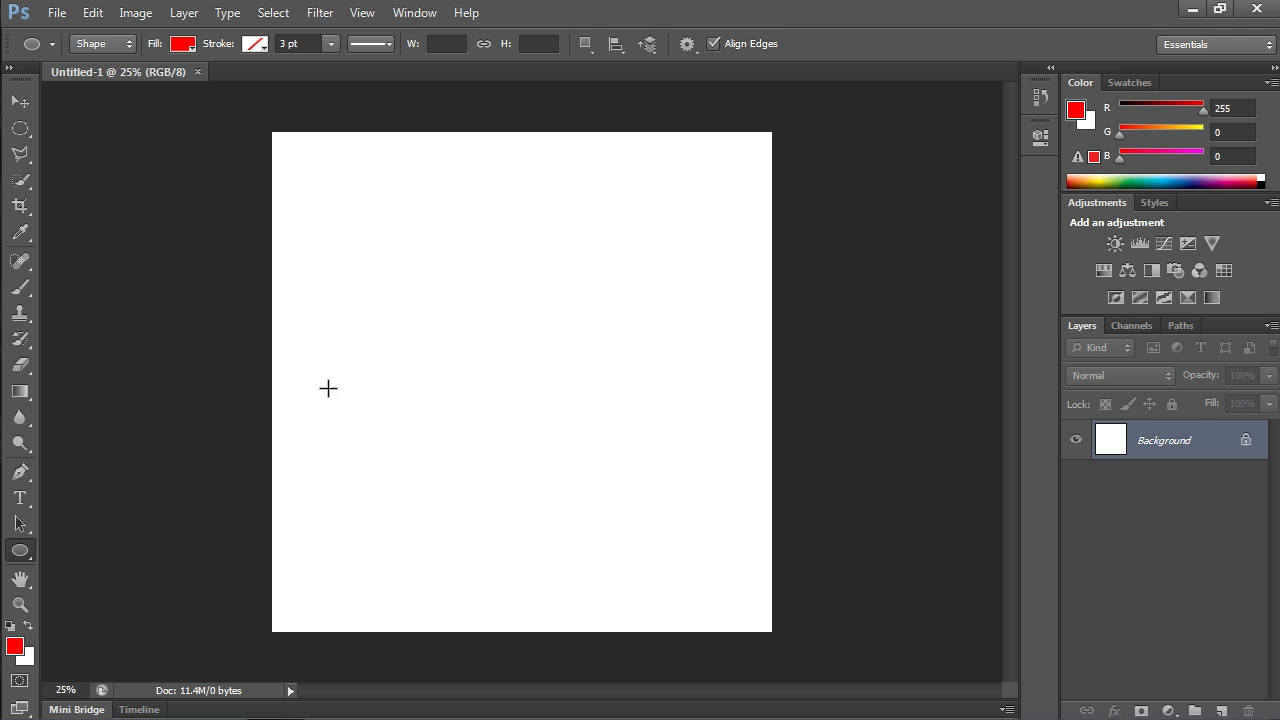 Ps File Edit Image Layer Type Select Filter View Window Help
Shape Fill: Stroke: 3 pt W: H: Align Edges Essentials
Untitled-1 @ 25% (RGB/8) ×
Color Swatches
R 255
G 0
B 0
Adjustments Styles
Add an adjustment
Layers Channels Paths
Kind T
Normal Opacity: 100%
Lock: Fill: 100%
Background
T
25% Doc: 11.4M/0 bytes
Mini Bridge Timeline
fx